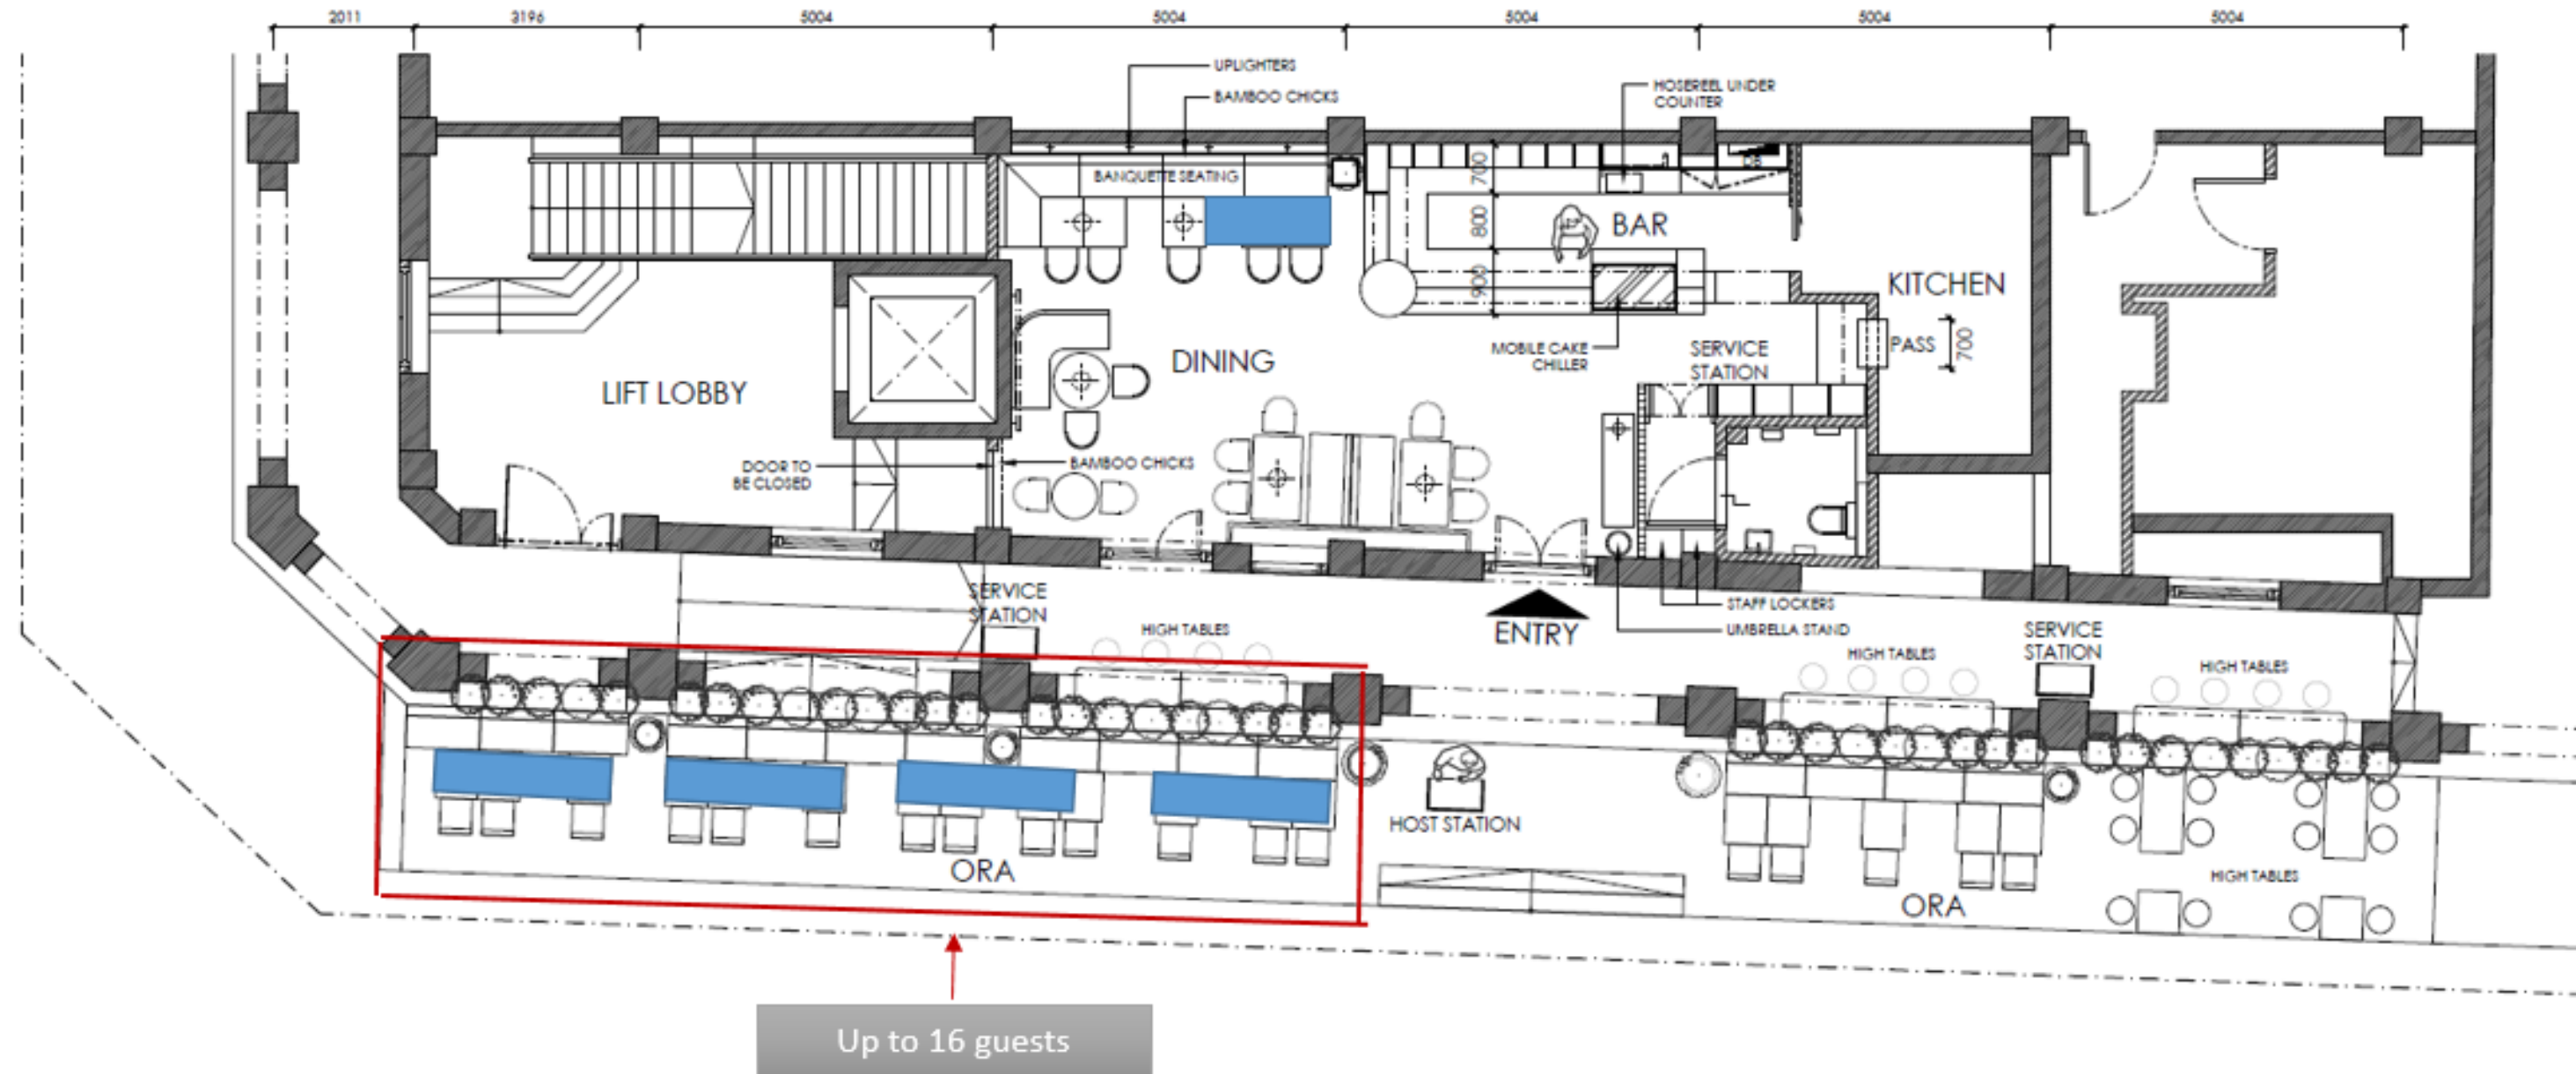 2011
3196
5004
5004
5004
5004
5004
UPLIGHTERS
BAMBOO CHICKS
HOSEREEL UNDER
COUNTER
BANQUETTE SEATING
700
DB
800
BAR
900
KITCHEN
LIFT LOBBY
DINING
MOBILE CAKE
CHILLER
SERVICE
STATION
PASS
700
DOOR TO
BE CLOSED
BAMBOO CHICKS
SERVICE
STATION
HIGH TABLES
ENTRY
STAFF LOCKERS
UMBRELLA STAND
HIGH TABLES
SERVICE
STATION
HIGH TABLES
HOST STATION
ORA
HIGH TABLES
ORA
Up to 16 guests